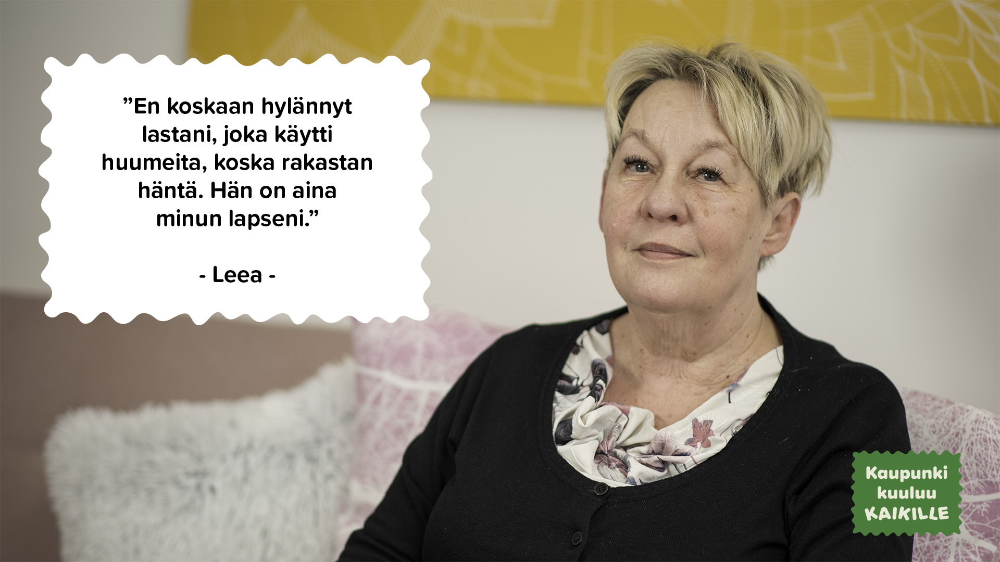 ”En koskaan hylännyt
lastani, joka käytti
huumeita, koska rakastan
häntä. Hän on aina
minun lapseni.”
- Leea -
Kaupunki
kuuluu
KAIKILLE